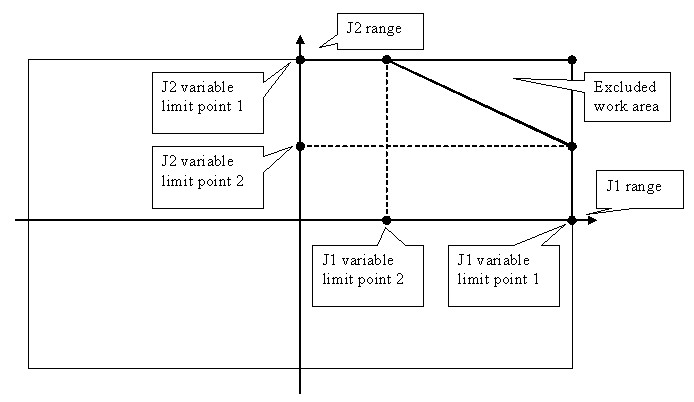 J2 range
J2 variable
limit point 1
Excluded
work area
J2 variable
limit point 2
J1 range
J1 variable
limit point 2
J1 variable
limit point 1